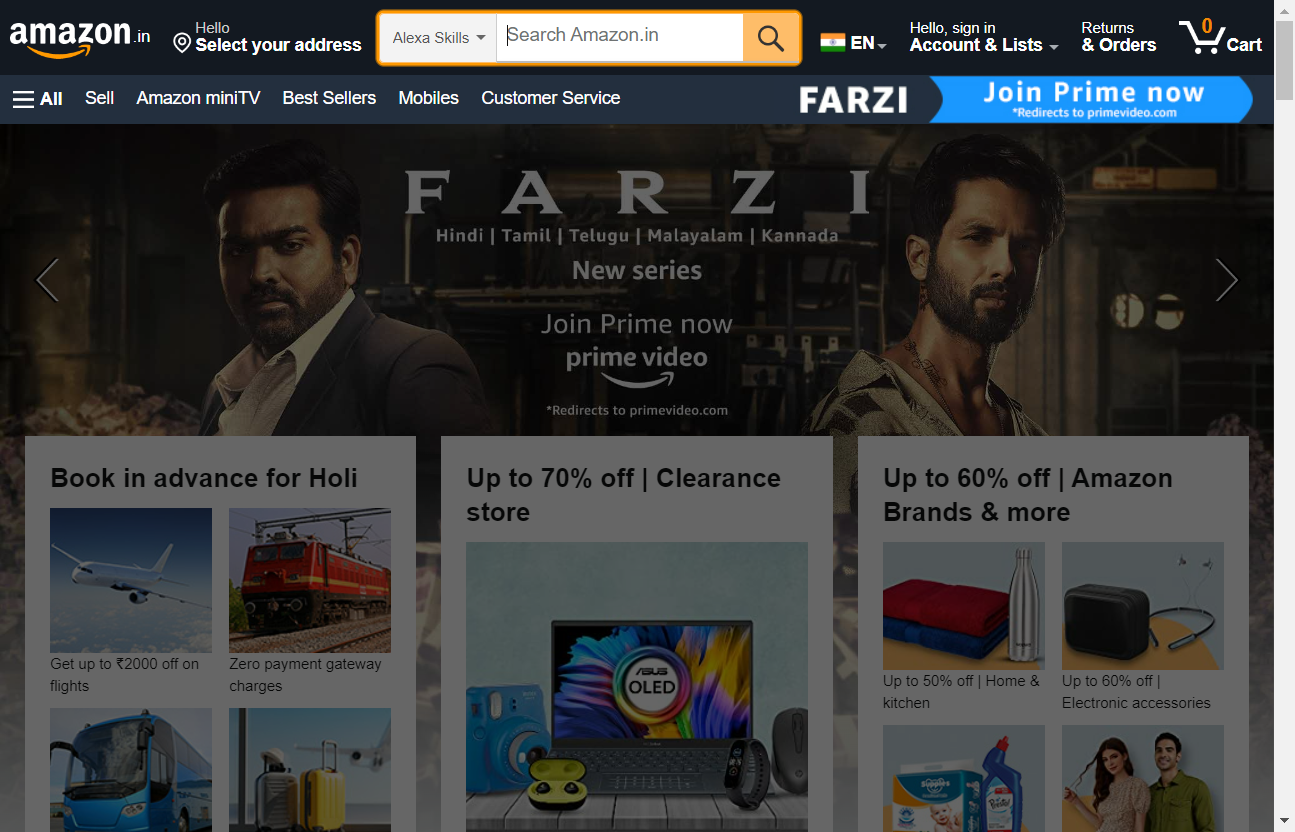 amazon.in
Hello
Select your address
Alexa Skills
Search Amazon.in
EN
Hello, sign in
Account & Lists
Returns
& Orders
0
Cart
All
Sell
Amazon miniTV
Best Sellers
Mobiles
Customer Service
FARZI
Join Prime now
*Redirects to primevideo.com
FARZI
Hindi | Tamil | Telugu | Malayalam | Kannada
New series
Join Prime now
prime video
*Redirects to primevideo.com
Book in advance for Holi
Get up to ₹2000 off on
flights
Zero payment gateway
charges
Up to 70% off | Clearance
store
ASUS
OLED
Up to 60% off | Amazon
Brands & more
Up to 50% off | Home &
kitchen
Up to 60% off |
Electronic accessories